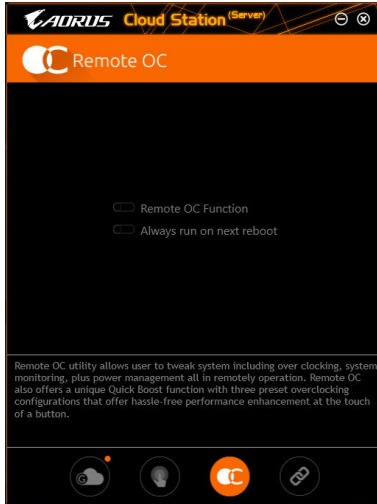 AORUS Cloud Station (Server)
Remote OC
Remote OC Function
Always run on next reboot
Remote OC utility allows user to tweak system including over clocking, system
monitoring, plus power management all in remotely operation. Remote OC
also offers a unique Quick Boost function with three preset overclocking
configurations that offer hassle-free performance enhancement at the touch
of a button.
G